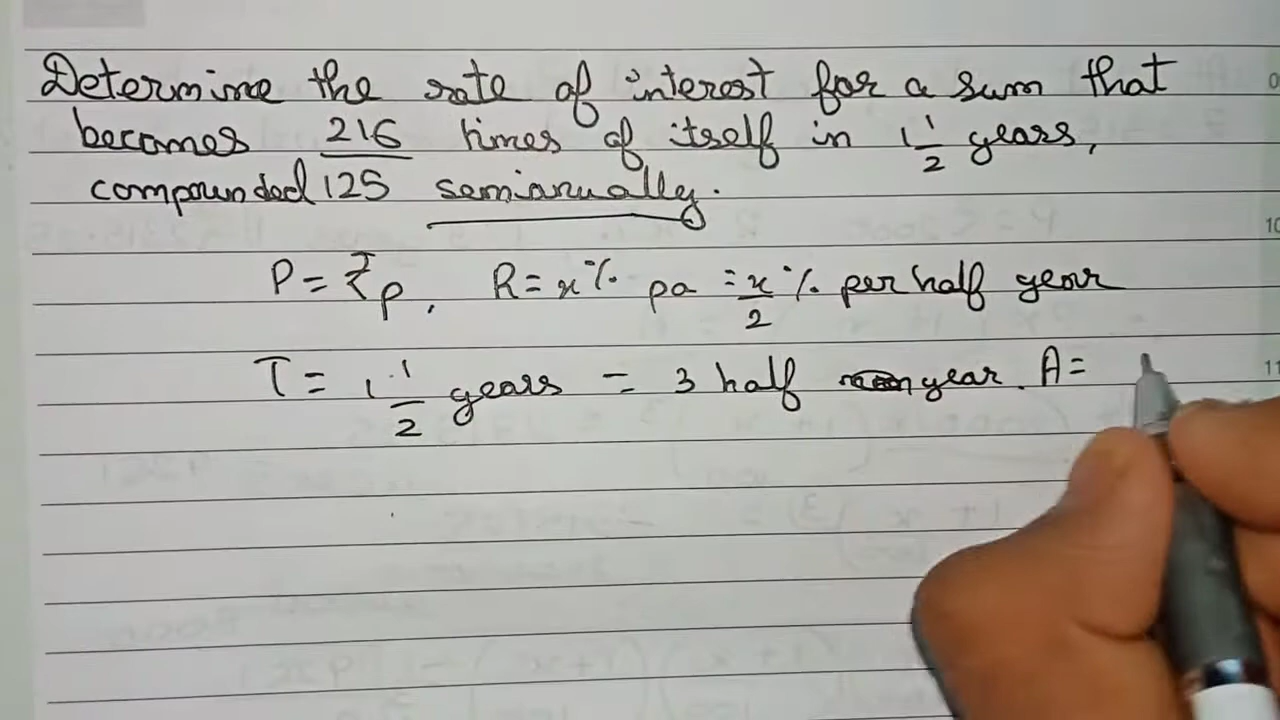 Determine the rate of interest for a sum that
becomes 216 times of itself in 1 1/2 years,
compounded 125 semianually.
P = ₹p, R = x% pa = x/2 % per half year
T = 1 1/2 years = 3 half year. A =